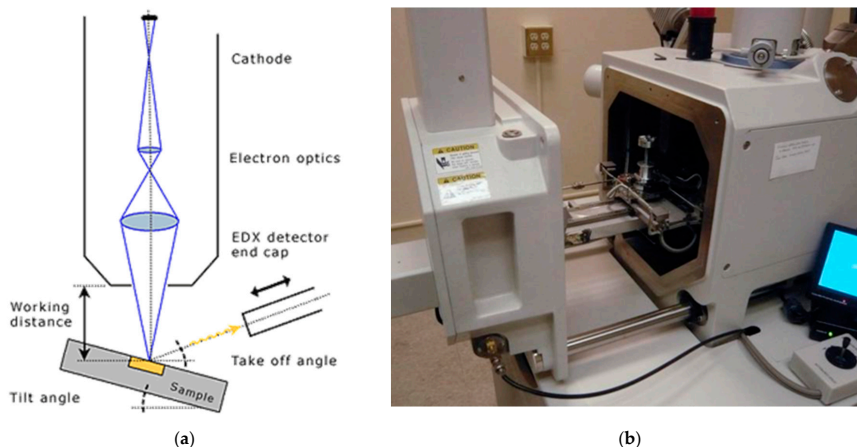 Cathode
Electron optics
EDX detector
end cap
Working
distance
Take off angle
Sample
Tilt angle
CAUTION
CAUTION
(a)
(b)